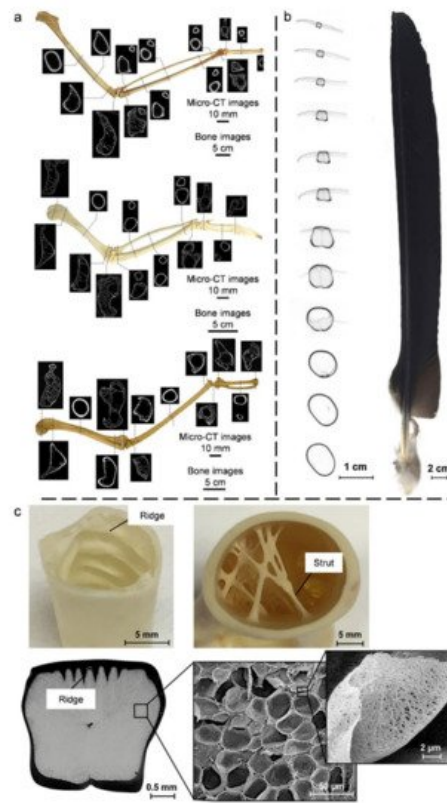 a
Micro-CT images
10 mm
Bone images
5 cm
Micro-CT images
10 mm
Bone images
5 cm
Micro-CT images
10 mm
Bone images
5 cm
b
1 cm
2 cm
c
Ridge
5 mm
Strut
5 mm
Ridge
0.5 mm
50 μm
2 μm